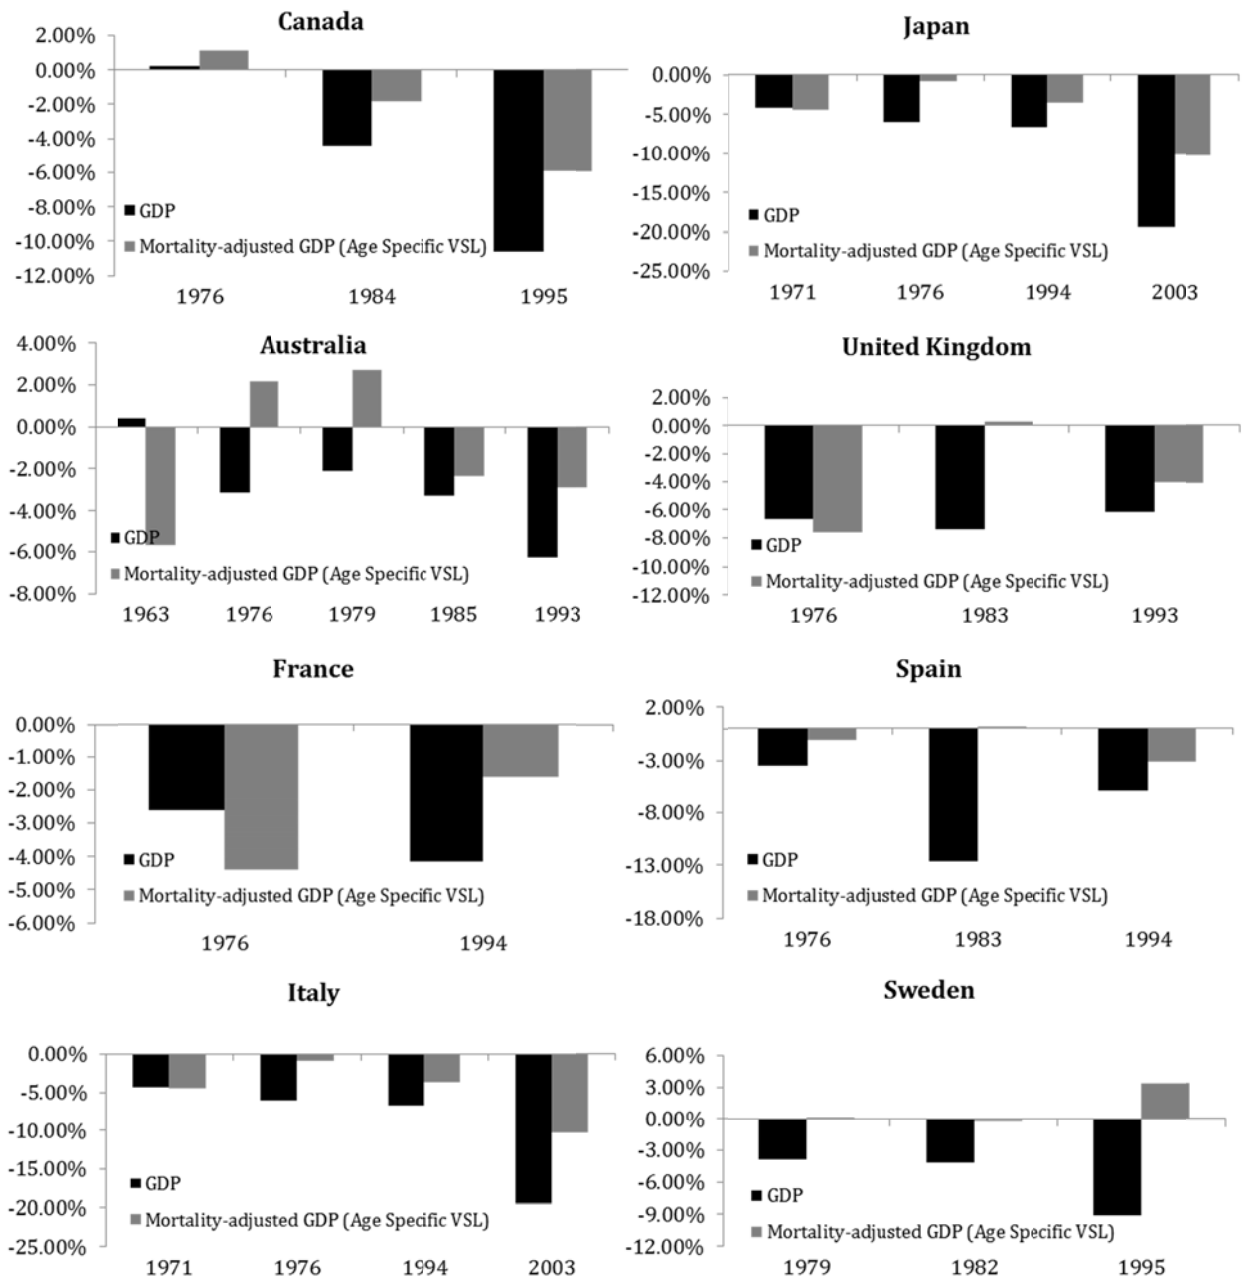 Canada
2.00%
0.00%
-2.00%
-4.00%
-6.00%
-8.00%
-10.00%
-12.00%
GDP
Mortality-adjusted GDP (Age Specific VSL)
1976 1984 1995
Japan
0.00%
-5.00%
-10.00%
-15.00%
-20.00%
-25.00%
GDP
Mortality-adjusted GDP (Age Specific VSL)
1971 1976 1994 2003
Australia
4.00%
2.00%
0.00%
-2.00%
-4.00%
-6.00%
-8.00%
GDP
Mortality-adjusted GDP (Age Specific VSL)
1963 1976 1979 1985 1993
United Kingdom
2.00%
0.00%
-2.00%
-4.00%
-6.00%
-8.00%
-10.00%
-12.00%
GDP
Mortality-adjusted GDP (Age Specific VSL)
1976 1983 1993
France
0.00%
-1.00%
-2.00%
-3.00%
-4.00%
-5.00%
-6.00%
GDP
Mortality-adjusted GDP (Age Specific VSL)
1976 1994
Spain
2.00%
-3.00%
-8.00%
-13.00%
-18.00%
GDP
Mortality-adjusted GDP (Age Specific VSL)
1976 1983 1994
Italy
0.00%
-5.00%
-10.00%
-15.00%
-20.00%
-25.00%
GDP
Mortality-adjusted GDP (Age Specific VSL)
1971 1976 1994 2003
Sweden
6.00%
3.00%
0.00%
-3.00%
-6.00%
-9.00%
-12.00%
GDP
Mortality-adjusted GDP (Age Specific VSL)
1979 1982 1995